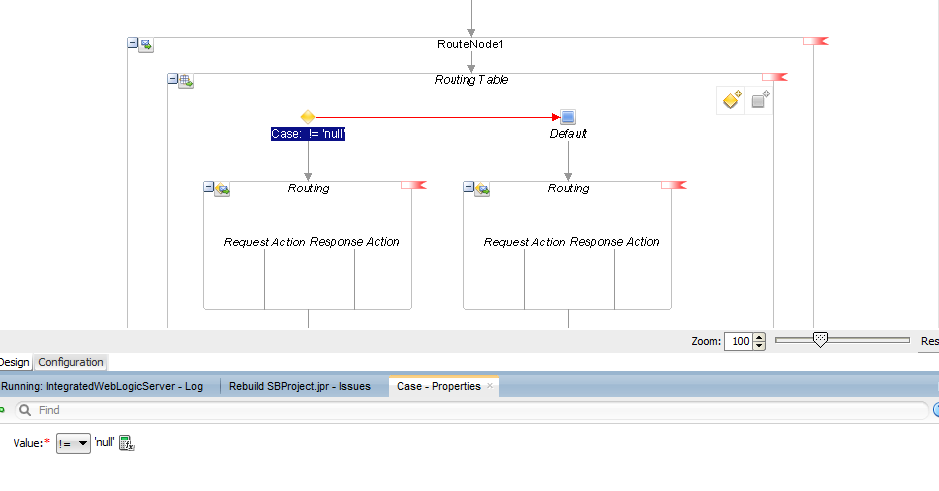 RouteNode1
Routing Table
Case: != 'null'
Default
Routing
Routing
Request Action Response Action
Request Action Response Action
Zoom: 100
Res
Design Configuration
Running: IntegratedWebLogicServer - Log
Rebuild SBProject.jpr - Issues
Case - Properties
Find
Value:* != 'null'